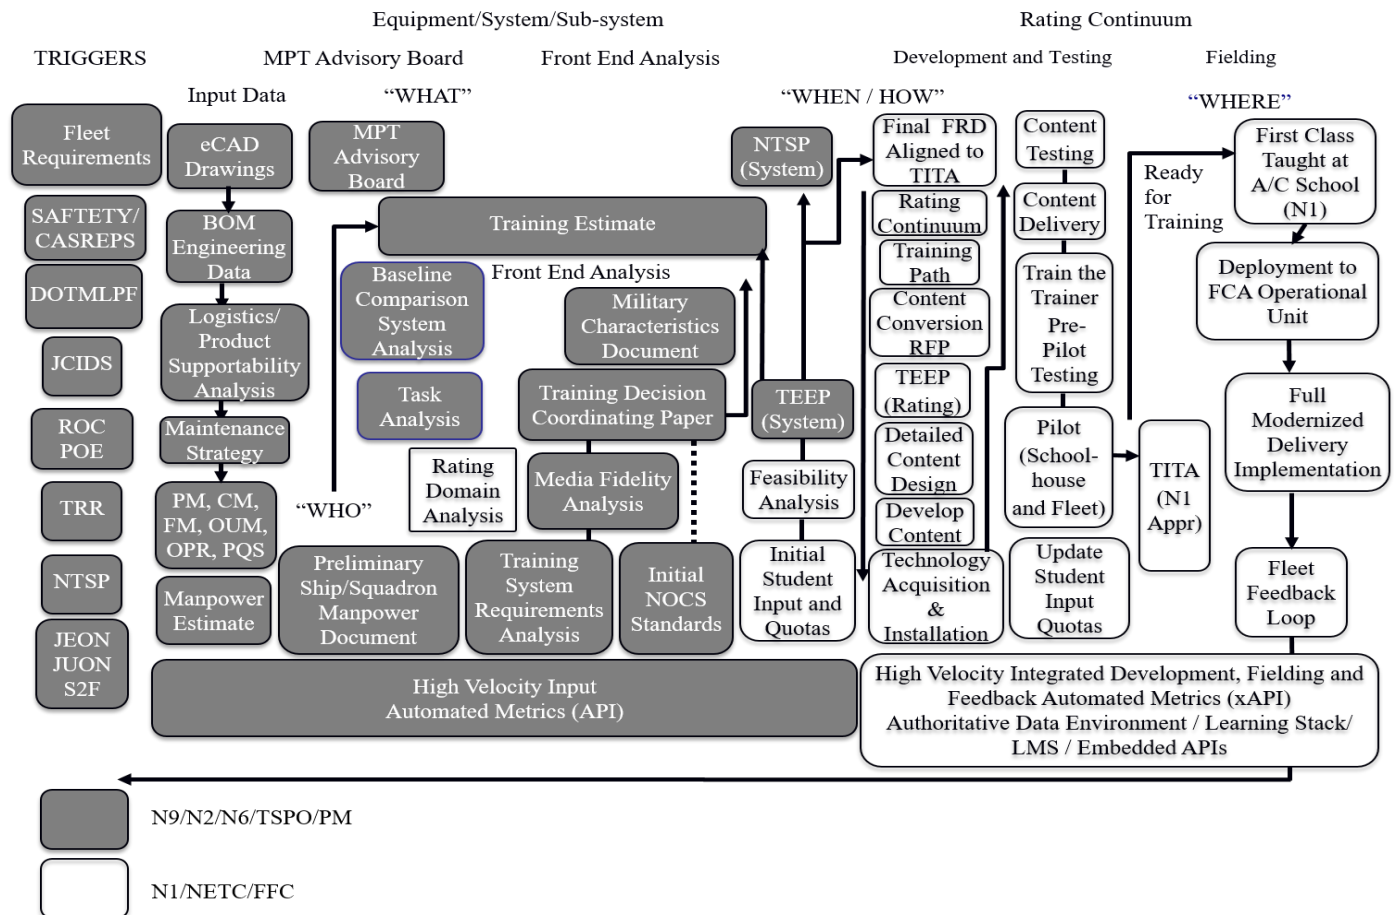 Equipment/System/Sub-system
Rating Continuum
TRIGGERS
MPT Advisory Board
Front End Analysis
Development and Testing
Fielding
Input Data
“WHAT”
“WHEN / HOW”
“WHERE”
Fleet
Requirements
SAFTETY/
CASREPS
DOTMLPF
JCIDS
ROC
POE
TRR
NTSP
JEON
JUON
S2F
eCAD
Drawings
BOM
Engineering
Data
Logistics/
Product
Supportability
Analysis
Maintenance
Strategy
PM, CM,
FM, OUM,
OPR, PQS
Manpower
Estimate
MPT
Advisory
Board
Training Estimate
Front End Analysis
Baseline
Comparison
System
Analysis
Military
Characteristics
Document
Task
Analysis
Training Decision
Coordinating Paper
Rating
Domain
Analysis
Media Fidelity
Analysis
“WHO”
Preliminary
Ship/Squadron
Manpower
Document
Training
System
Requirements
Analysis
Initial
NOCS
Standards
High Velocity Input
Automated Metrics (API)
NTSP
(System)
TEEP
(System)
Feasibility
Analysis
Initial
Student
Input and
Quotas
Final FRD
Aligned to
TITA
Rating
Continuum
Training
Path
Content
Conversion
RFP
TEEP
(Rating)
Detailed
Content
Design
Develop
Content
Technology
Acquisition
&
Installation
Content
Testing
Content
Delivery
Train the
Trainer
Pre-
Pilot
Testing
Pilot
(School-
house
and Fleet)
Update
Student
Input
Quotas
Ready
for
Training
TITA
(N1
Appr)
First Class
Taught at
A/C School
(N1)
Deployment to
FCA Operational
Unit
Full
Modernized
Delivery
Implementation
Fleet
Feedback
Loop
High Velocity Integrated Development, Fielding and
Feedback Automated Metrics (xAPI)
Authoritative Data Environment / Learning Stack/
LMS / Embedded APIs
N9/N2/N6/TSPO/PM
N1/NETC/FFC